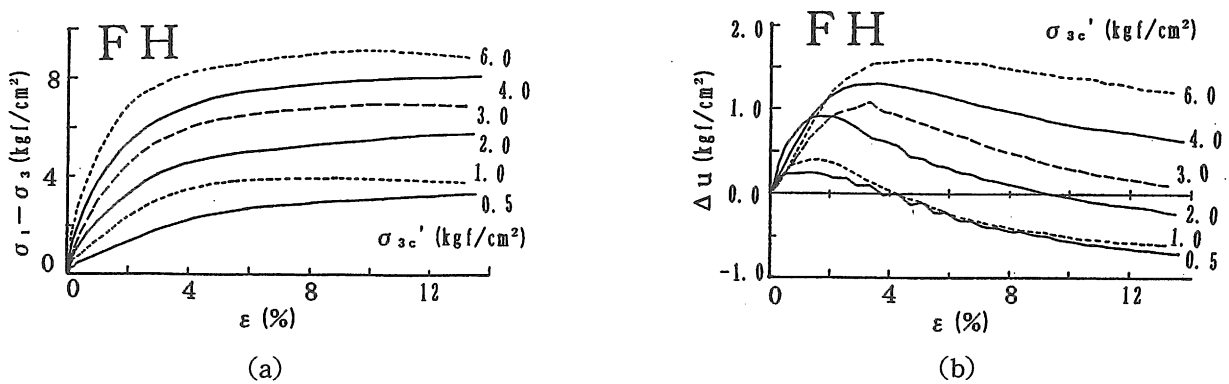 FH
σ₁－σ₃ (kgf/cm²)
8
4
0
6.0
4.0
3.0
2.0
1.0
0.5
σ₃c' (kgf/cm²)
0 4 8 12
ε (%)
(a)
FH
σ₃c' (kgf/cm²)
Δu (kgf/cm²)
2.0
1.0
0.0
-1.0
6.0
4.0
3.0
2.0
1.0
0.5
0 4 8 12
ε (%)
(b)